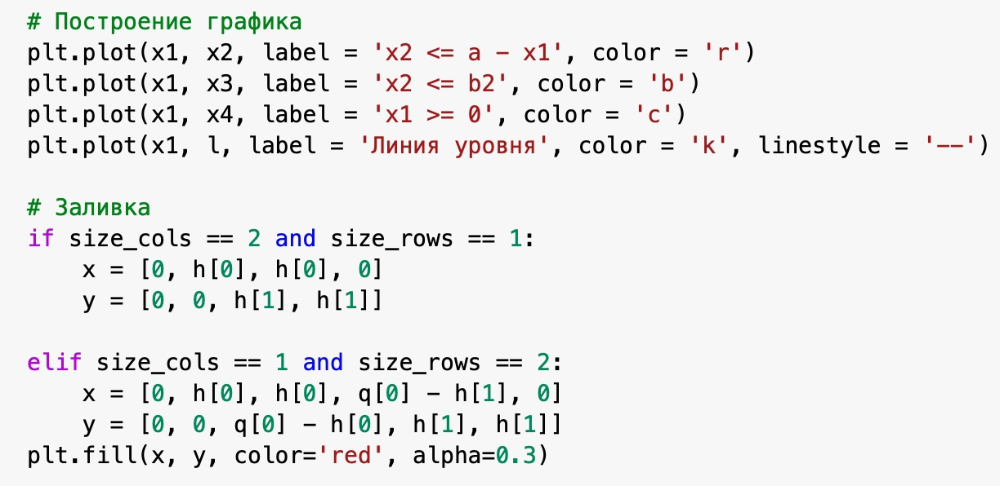 # Построение графика
plt.plot(x1, x2, label = 'x2 <= a - x1', color = 'r')
plt.plot(x1, x3, label = 'x2 <= b2', color = 'b')
plt.plot(x1, x4, label = 'x1 >= 0', color = 'c')
plt.plot(x1, l, label = 'Линия уровня', color = 'k', linestyle = '--')

# Заливка
if size_cols == 2 and size_rows == 1:
    x = [0, h[0], h[0], 0]
    y = [0, 0, h[1], h[1]]

elif size_cols == 1 and size_rows == 2:
    x = [0, h[0], h[0], q[0] - h[1], 0]
    y = [0, 0, q[0] - h[0], h[1], h[1]]
plt.fill(x, y, color='red', alpha=0.3)